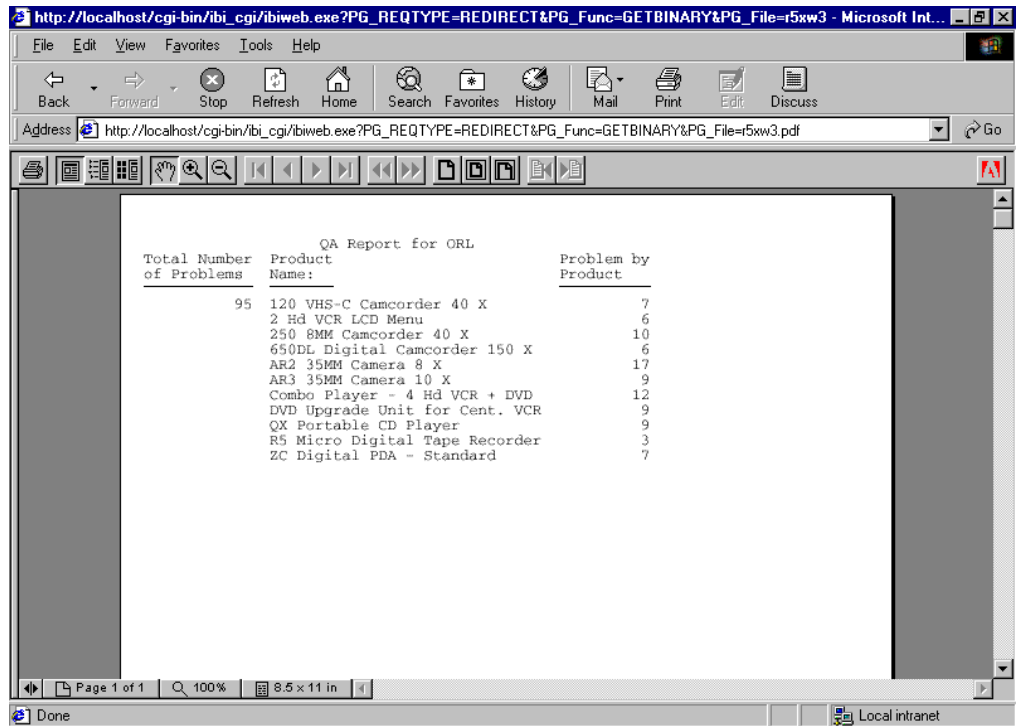 http://localhost/cgi-bin/ibi_cgi/ibiweb.exe?PG_REQTYPE=REDIRECT&PG_Func=GETBINARY&PG_File=r5xw3 - Microsoft Int...
File Edit View Favorites Tools Help
Back Forward Stop Refresh Home Search Favorites History Mail Print Edit Discuss
Address http://localhost/cgi-bin/ibi_cgi/ibiweb.exe?PG_REQTYPE=REDIRECT&PG_Func=GETBINARY&PG_File=r5xw3.pdf Go
QA Report for ORL
Total Number Product Problem by
of Problems Name: Product
95 120 VHS-C Camcorder 40 X 7
2 Hd VCR LCD Menu 6
250 8MM Camcorder 40 X 10
650DL Digital Camcorder 150 X 6
AR2 35MM Camera 8 X 17
AR3 35MM Camera 10 X 9
Combo Player - 4 Hd VCR + DVD 12
DVD Upgrade Unit for Cent. VCR 9
QX Portable CD Player 9
R5 Micro Digital Tape Recorder 3
ZC Digital PDA - Standard 7
Page 1 of 1 100% 8.5 x 11 in
Done Local intranet